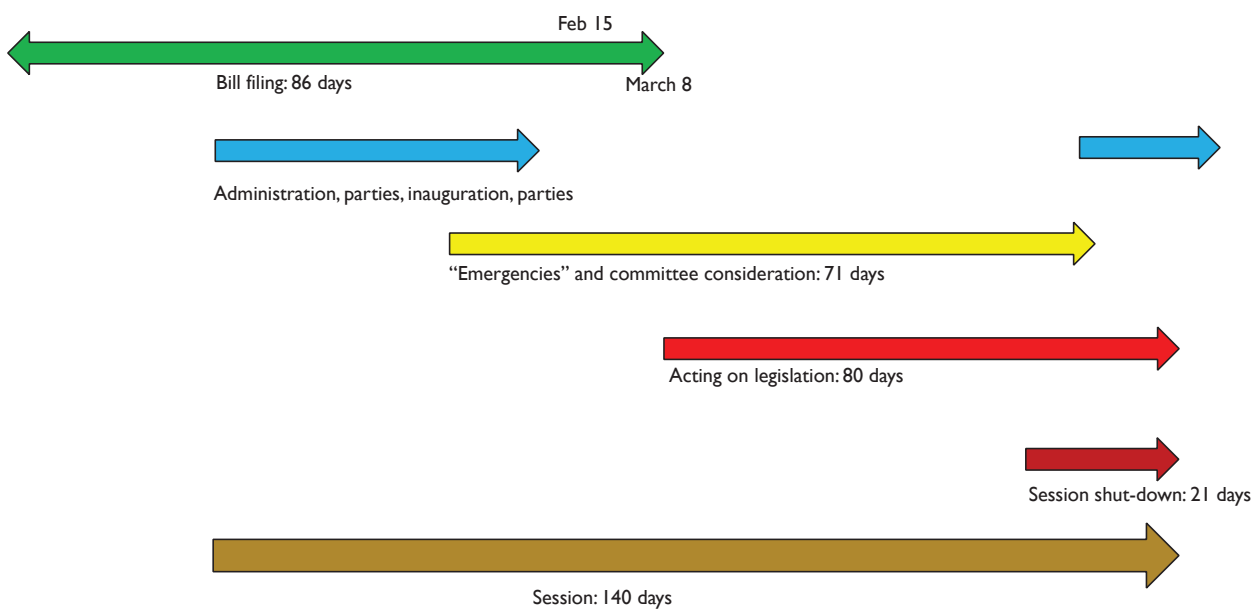 Feb 15
Bill filing: 86 days
March 8
Administration, parties, inauguration, parties
“Emergencies” and committee consideration: 71 days
Acting on legislation: 80 days
Session shut-down: 21 days
Session: 140 days